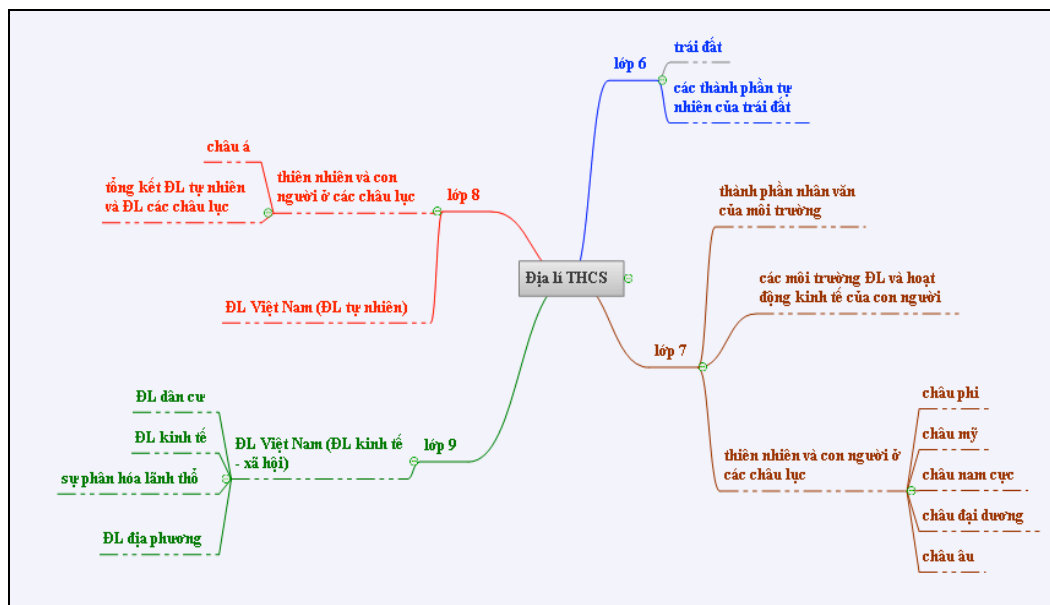 Địa lí THCS
lớp 6
trái đất
các thành phần tự
nhiên của trái đất
lớp 7
thành phần nhân văn
của môi trường
các môi trường ĐL và hoạt
động kinh tế của con người
thiên nhiên và con người ở
các châu lục
châu phi
châu mỹ
châu nam cực
châu đại dương
châu âu
lớp 8
thiên nhiên và con
người ở các châu lục
châu á
tổng kết ĐL tự nhiên
và ĐL các châu lục
ĐL Việt Nam (ĐL tự nhiên)
lớp 9
ĐL Việt Nam (ĐL kinh tế
- xã hội)
ĐL dân cư
ĐL kinh tế
sự phân hóa lãnh thổ
ĐL địa phương